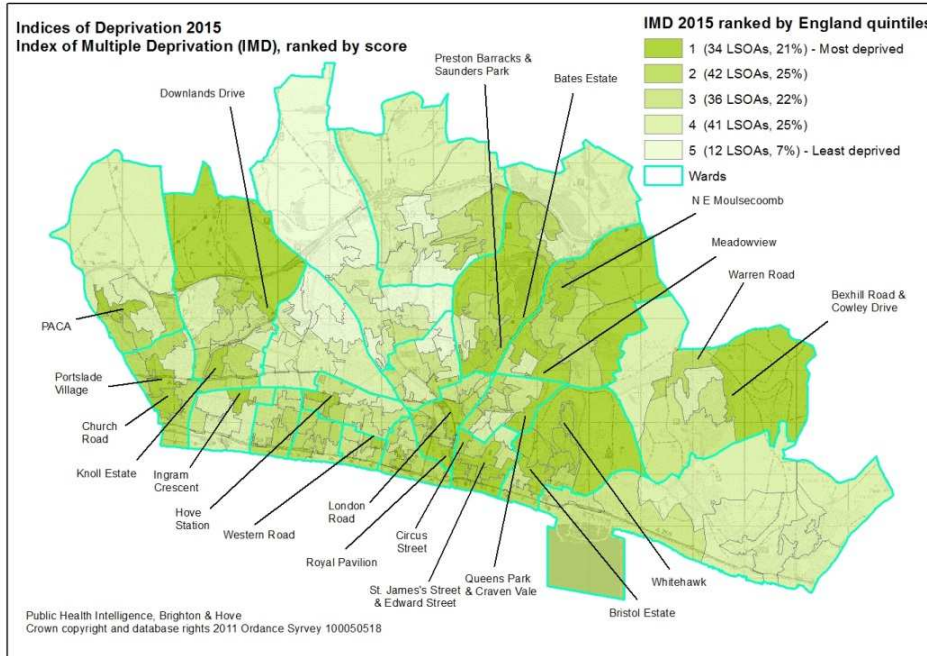 Indices of Deprivation 2015
Index of Multiple Deprivation (IMD), ranked by score
IMD 2015 ranked by England quintiles
1 (34 LSOAs, 21%) - Most deprived
2 (42 LSOAs, 25%)
3 (36 LSOAs, 22%)
4 (41 LSOAs, 25%)
5 (12 LSOAs, 7%) - Least deprived
Wards
Preston Barracks &
Saunders Park
Bates Estate
Downlands Drive
N E Moulsecoomb
Meadowview
Warren Road
Bexhill Road &
Cowley Drive
PACA
Portslade
Village
Church
Road
Knoll Estate
Ingram
Crescent
Hove
Station
Western Road
London
Road
Royal Pavilion
Circus
Street
St. James's Street
& Edward Street
Queens Park
& Craven Vale
Whitehawk
Bristol Estate
Public Health Intelligence, Brighton & Hove
Crown copyright and database rights 2011 Ordance Syrvey 100050518